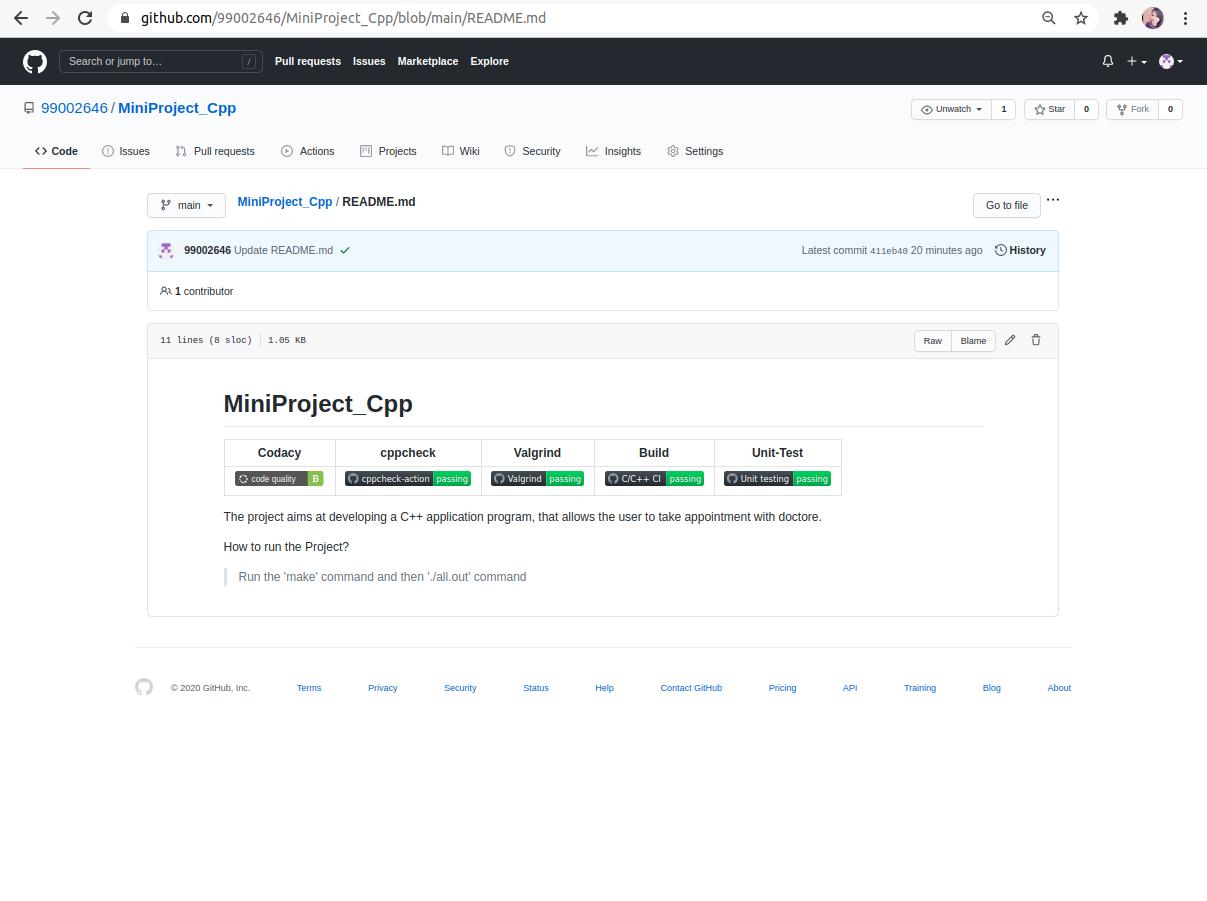 github.com/99002646/MiniProject_Cpp/blob/main/README.md
Search or jump to… / Pull requests Issues Marketplace Explore
99002646 / MiniProject_Cpp Unwatch 1 Star 0 Fork 0
Code Issues Pull requests Actions Projects Wiki Security Insights Settings
main MiniProject_Cpp / README.md Go to file ...
99002646 Update README.md Latest commit 411eb40 20 minutes ago History
1 contributor
11 lines (8 sloc) 1.05 KB Raw Blame
MiniProject_Cpp
Codacy cppcheck Valgrind Build Unit-Test
code quality B cppcheck-action passing Valgrind passing C/C++ CI passing Unit testing passing
The project aims at developing a C++ application program, that allows the user to take appointment with doctore.
How to run the Project?
Run the 'make' command and then './all.out' command
© 2020 GitHub, Inc. Terms Privacy Security Status Help Contact GitHub Pricing API Training Blog About